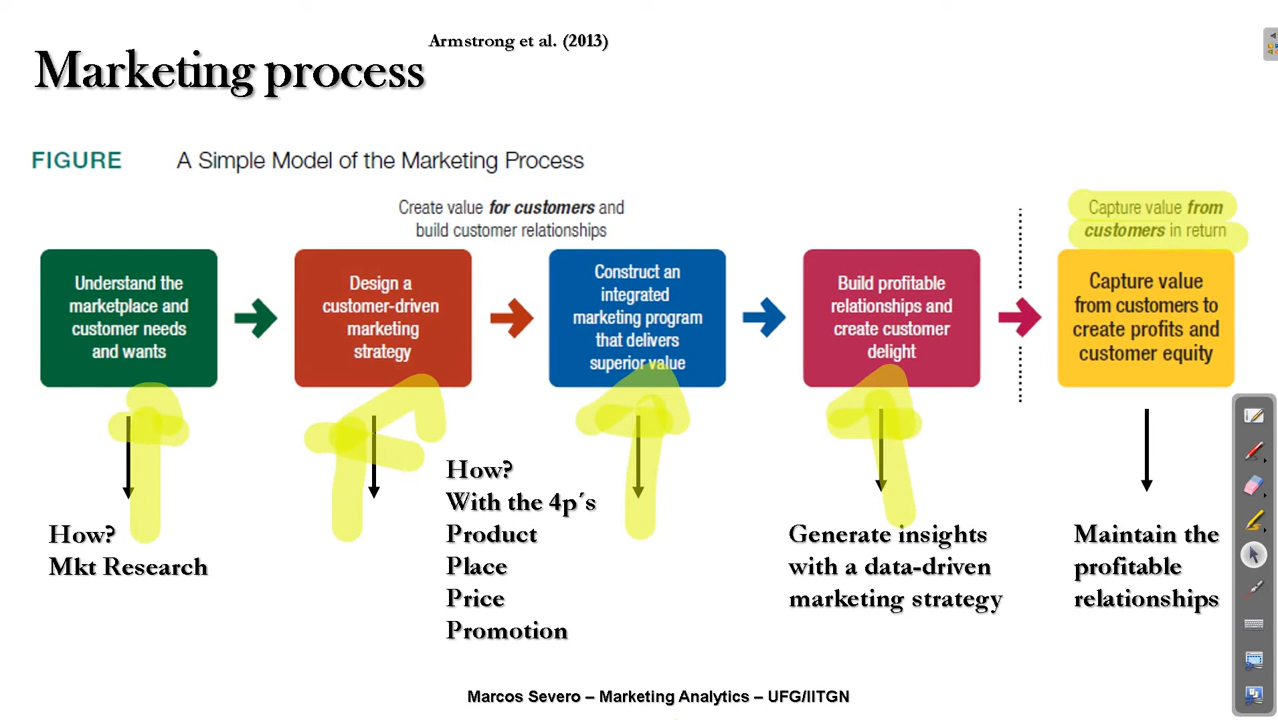 Armstrong et al. (2013)
Marketing process
FIGURE A Simple Model of the Marketing Process
Create value for customers and
build customer relationships
Capture value from
customers in return
Understand the
marketplace and
customer needs
and wants
Design a
customer-driven
marketing
strategy
Construct an
integrated
marketing program
that delivers
superior value
Build profitable
relationships and
create customer
delight
Capture value
from customers to
create profits and
customer equity
How?
Mkt Research
How?
With the 4p´s
Product
Place
Price
Promotion
Generate insights
with a data-driven
marketing strategy
Maintain the
profitable
relationships
Marcos Severo – Marketing Analytics – UFG/IITGN